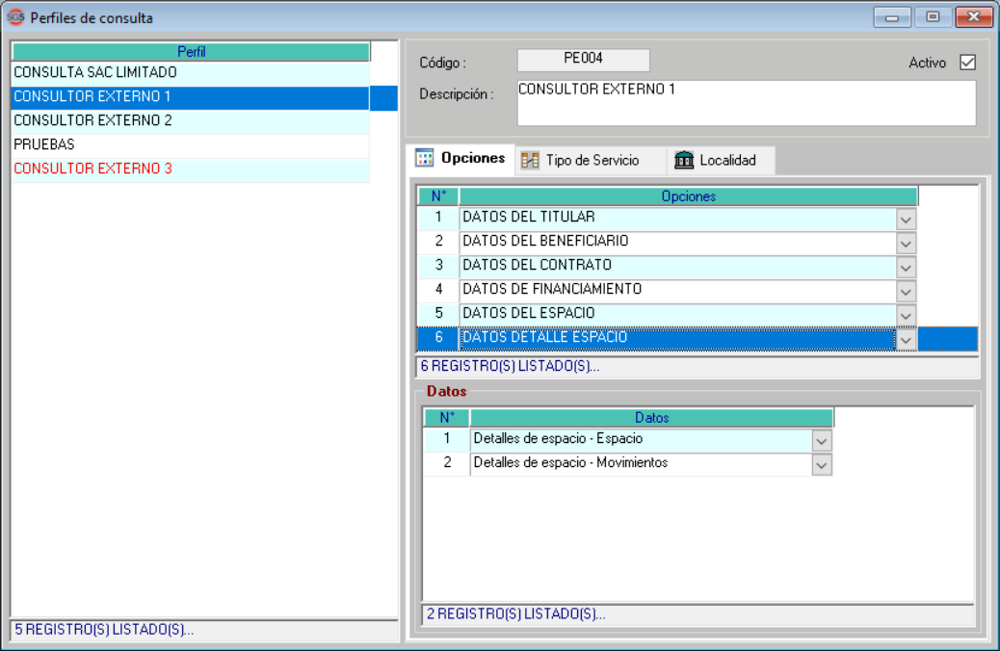 SG5 Perfiles de consulta
Perfil
CONSULTA SAC LIMITADO
CONSULTOR EXTERNO 1
CONSULTOR EXTERNO 2
PRUEBAS
CONSULTOR EXTERNO 3
5 REGISTRO(S) LISTADO(S)...
Código : PE004 Activo
Descripción : CONSULTOR EXTERNO 1
Opciones Tipo de Servicio Localidad
N° Opciones
1 DATOS DEL TITULAR
2 DATOS DEL BENEFICIARIO
3 DATOS DEL CONTRATO
4 DATOS DE FINANCIAMIENTO
5 DATOS DEL ESPACIO
6 DATOS DETALLE ESPACIO
6 REGISTRO(S) LISTADO(S)...
Datos
N° Datos
1 Detalles de espacio - Espacio
2 Detalles de espacio - Movimientos
2 REGISTRO(S) LISTADO(S)...